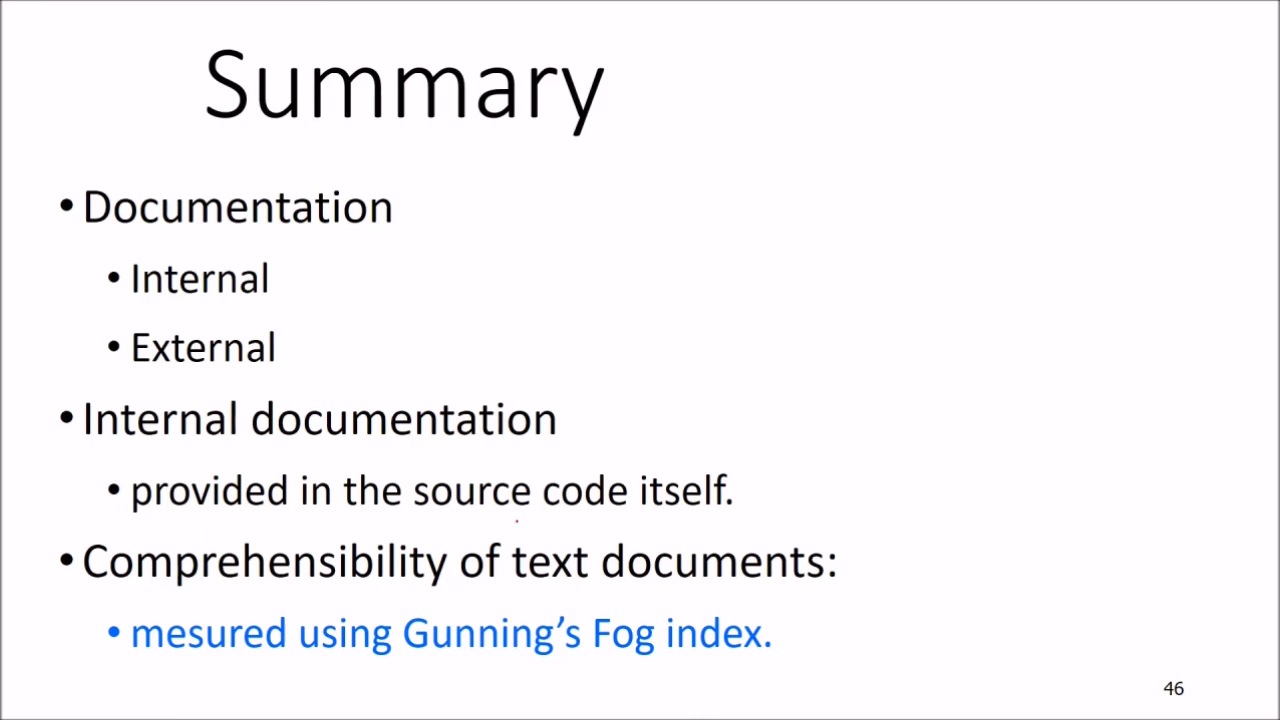 Summary
• Documentation
• Internal
• External
• Internal documentation
• provided in the source code itself.
• Comprehensibility of text documents:
• mesured using Gunning’s Fog index.
46